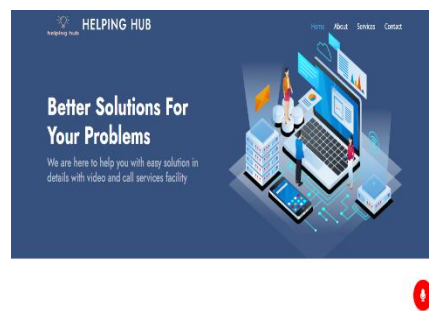 helping hub
HELPING HUB
Home About Services Contact
Better Solutions For
Your Problems
We are here to help you with easy solution in
details with video and call services facility